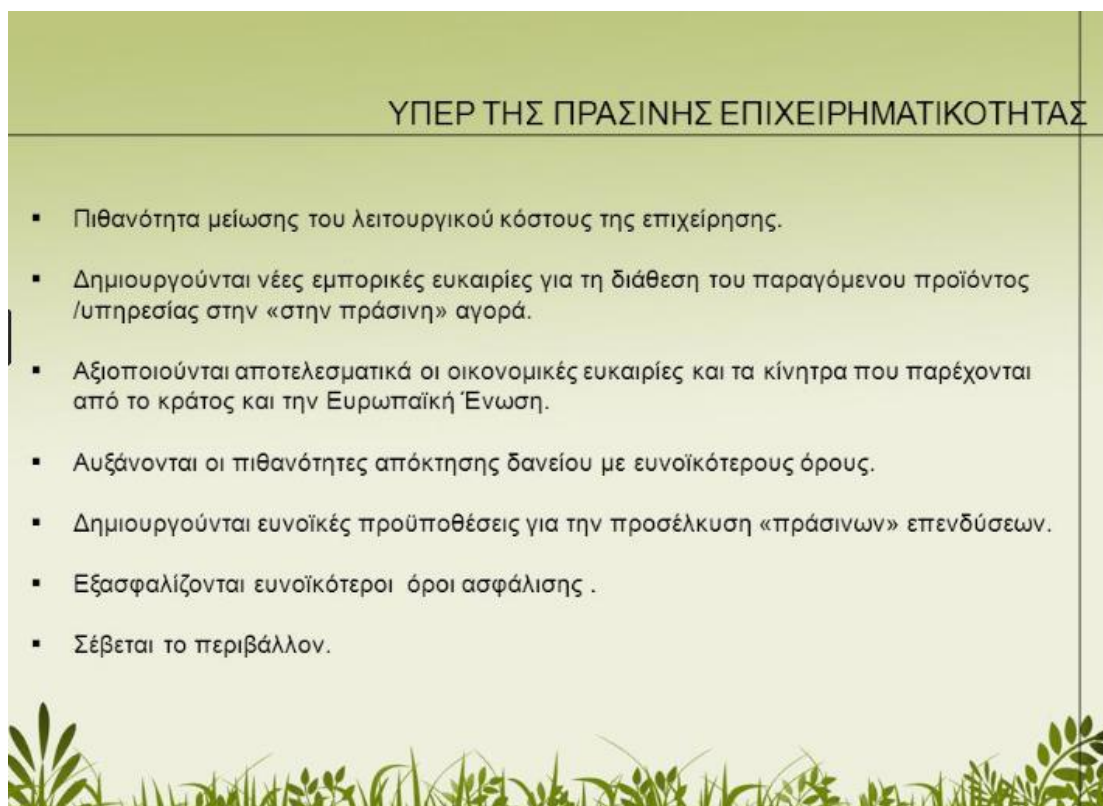 ΥΠΕΡ ΤΗΣ ΠΡΑΣΙΝΗΣ ΕΠΙΧΕΙΡΗΜΑΤΙΚΟΤΗΤΑΣ
▪ Πιθανότητα μείωσης του λειτουργικού κόστους της επιχείρησης.
▪ Δημιουργούνται νέες εμπορικές ευκαιρίες για τη διάθεση του παραγόμενου προϊόντος
/υπηρεσίας στην «στην πράσινη» αγορά.
▪ Αξιοποιούνται αποτελεσματικά οι οικονομικές ευκαιρίες και τα κίνητρα που παρέχονται
από το κράτος και την Ευρωπαϊκή Ένωση.
▪ Αυξάνονται οι πιθανότητες απόκτησης δανείου με ευνοϊκότερους όρους.
▪ Δημιουργούνται ευνοϊκές προϋποθέσεις για την προσέλκυση «πράσινων» επενδύσεων.
▪ Εξασφαλίζονται ευνοϊκότεροι όροι ασφάλισης .
▪ Σέβεται το περιβάλλον.